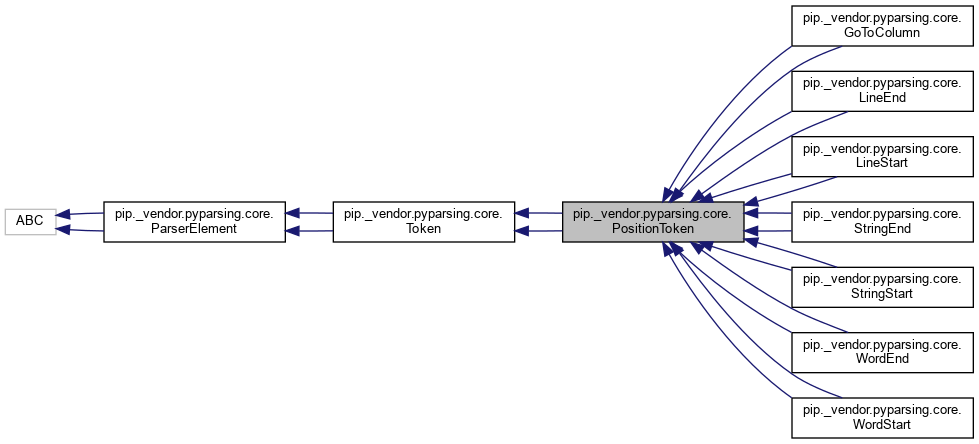 ABC
pip._vendor.pyparsing.core.
ParserElement
pip._vendor.pyparsing.core.
Token
pip._vendor.pyparsing.core.
PositionToken
pip._vendor.pyparsing.core.
GoToColumn
pip._vendor.pyparsing.core.
LineEnd
pip._vendor.pyparsing.core.
LineStart
pip._vendor.pyparsing.core.
StringEnd
pip._vendor.pyparsing.core.
StringStart
pip._vendor.pyparsing.core.
WordEnd
pip._vendor.pyparsing.core.
WordStart